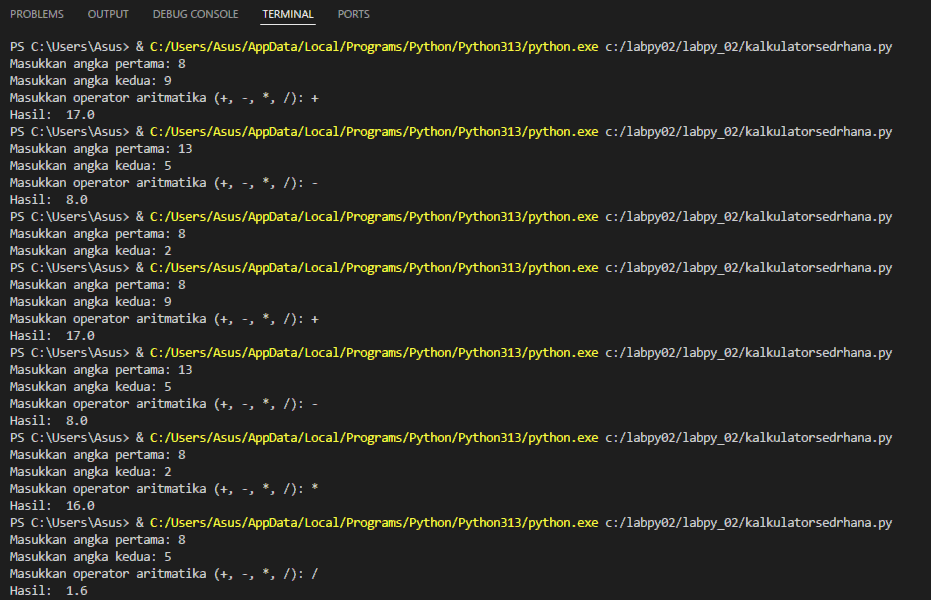 PROBLEMS OUTPUT DEBUG CONSOLE TERMINAL PORTS
PS C:\Users\Asus> & C:/Users/Asus/AppData/Local/Programs/Python/Python313/python.exe c:/labpy02/labpy_02/kalkulatorsedrhana.py
Masukkan angka pertama: 8
Masukkan angka kedua: 9
Masukkan operator aritmatika (+, -, *, /): +
Hasil:  17.0
PS C:\Users\Asus> & C:/Users/Asus/AppData/Local/Programs/Python/Python313/python.exe c:/labpy02/labpy_02/kalkulatorsedrhana.py
Masukkan angka pertama: 13
Masukkan angka kedua: 5
Masukkan operator aritmatika (+, -, *, /): -
Hasil:  8.0
PS C:\Users\Asus> & C:/Users/Asus/AppData/Local/Programs/Python/Python313/python.exe c:/labpy02/labpy_02/kalkulatorsedrhana.py
Masukkan angka pertama: 8
Masukkan angka kedua: 2
PS C:\Users\Asus> & C:/Users/Asus/AppData/Local/Programs/Python/Python313/python.exe c:/labpy02/labpy_02/kalkulatorsedrhana.py
Masukkan angka pertama: 8
Masukkan angka kedua: 9
Masukkan operator aritmatika (+, -, *, /): +
Hasil:  17.0
PS C:\Users\Asus> & C:/Users/Asus/AppData/Local/Programs/Python/Python313/python.exe c:/labpy02/labpy_02/kalkulatorsedrhana.py
Masukkan angka pertama: 13
Masukkan angka kedua: 5
Masukkan operator aritmatika (+, -, *, /): -
Hasil:  8.0
PS C:\Users\Asus> & C:/Users/Asus/AppData/Local/Programs/Python/Python313/python.exe c:/labpy02/labpy_02/kalkulatorsedrhana.py
Masukkan angka pertama: 8
Masukkan angka kedua: 2
Masukkan operator aritmatika (+, -, *, /): *
Hasil:  16.0
PS C:\Users\Asus> & C:/Users/Asus/AppData/Local/Programs/Python/Python313/python.exe c:/labpy02/labpy_02/kalkulatorsedrhana.py
Masukkan angka pertama: 8
Masukkan angka kedua: 5
Masukkan operator aritmatika (+, -, *, /): /
Hasil:  1.6